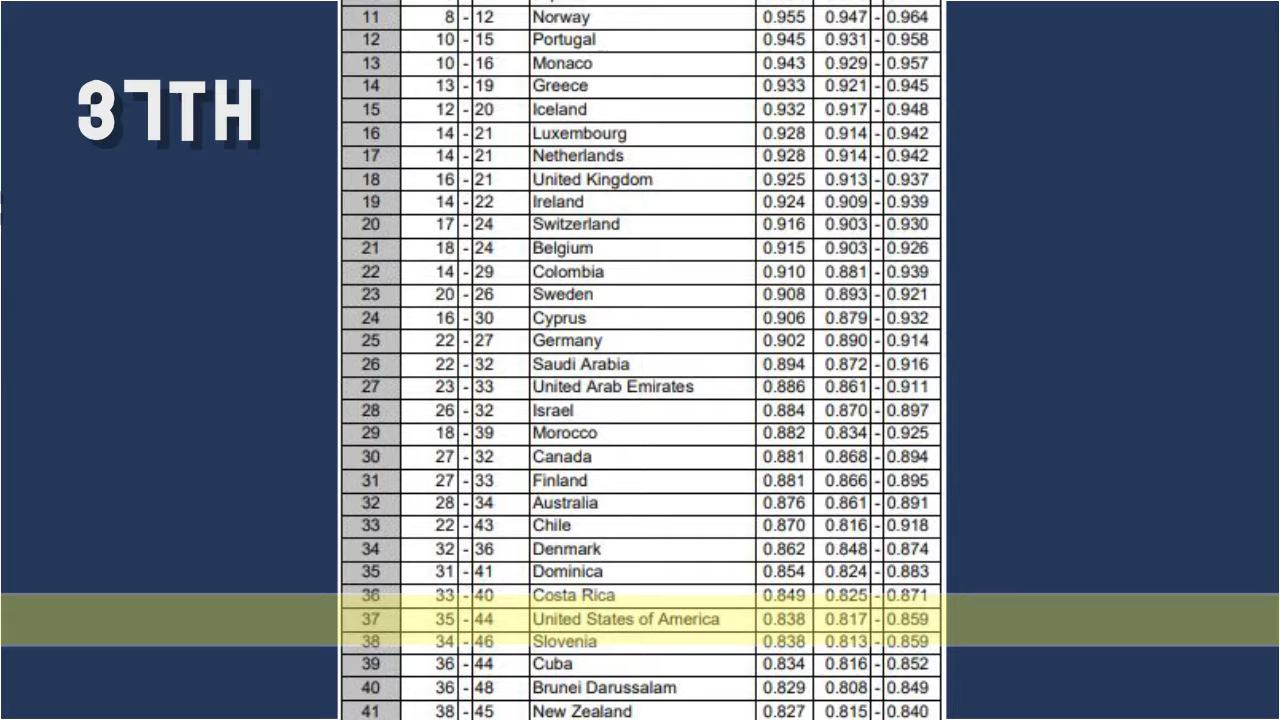 37TH
11 8 - 12 Norway 0.955 0.947 - 0.964
12 10 - 15 Portugal 0.945 0.931 - 0.958
13 10 - 16 Monaco 0.943 0.929 - 0.957
14 13 - 19 Greece 0.933 0.921 - 0.945
15 12 - 20 Iceland 0.932 0.917 - 0.948
16 14 - 21 Luxembourg 0.928 0.914 - 0.942
17 14 - 21 Netherlands 0.928 0.914 - 0.942
18 16 - 21 United Kingdom 0.925 0.913 - 0.937
19 14 - 22 Ireland 0.924 0.909 - 0.939
20 17 - 24 Switzerland 0.916 0.903 - 0.930
21 18 - 24 Belgium 0.915 0.903 - 0.926
22 14 - 29 Colombia 0.910 0.881 - 0.939
23 20 - 26 Sweden 0.908 0.893 - 0.921
24 16 - 30 Cyprus 0.906 0.879 - 0.932
25 22 - 27 Germany 0.902 0.890 - 0.914
26 22 - 32 Saudi Arabia 0.894 0.872 - 0.916
27 23 - 33 United Arab Emirates 0.886 0.861 - 0.911
28 26 - 32 Israel 0.884 0.870 - 0.897
29 18 - 39 Morocco 0.882 0.834 - 0.925
30 27 - 32 Canada 0.881 0.868 - 0.894
31 27 - 33 Finland 0.881 0.866 - 0.895
32 28 - 34 Australia 0.876 0.861 - 0.891
33 22 - 43 Chile 0.870 0.816 - 0.918
34 32 - 36 Denmark 0.862 0.848 - 0.874
35 31 - 41 Dominica 0.854 0.824 - 0.883
36 33 - 40 Costa Rica 0.849 0.825 - 0.871
37 35 - 44 United States of America 0.838 0.817 - 0.859
38 34 - 46 Slovenia 0.838 0.813 - 0.859
39 36 - 44 Cuba 0.834 0.816 - 0.852
40 36 - 48 Brunei Darussalam 0.829 0.808 - 0.849
41 38 - 45 New Zealand 0.827 0.815 - 0.840